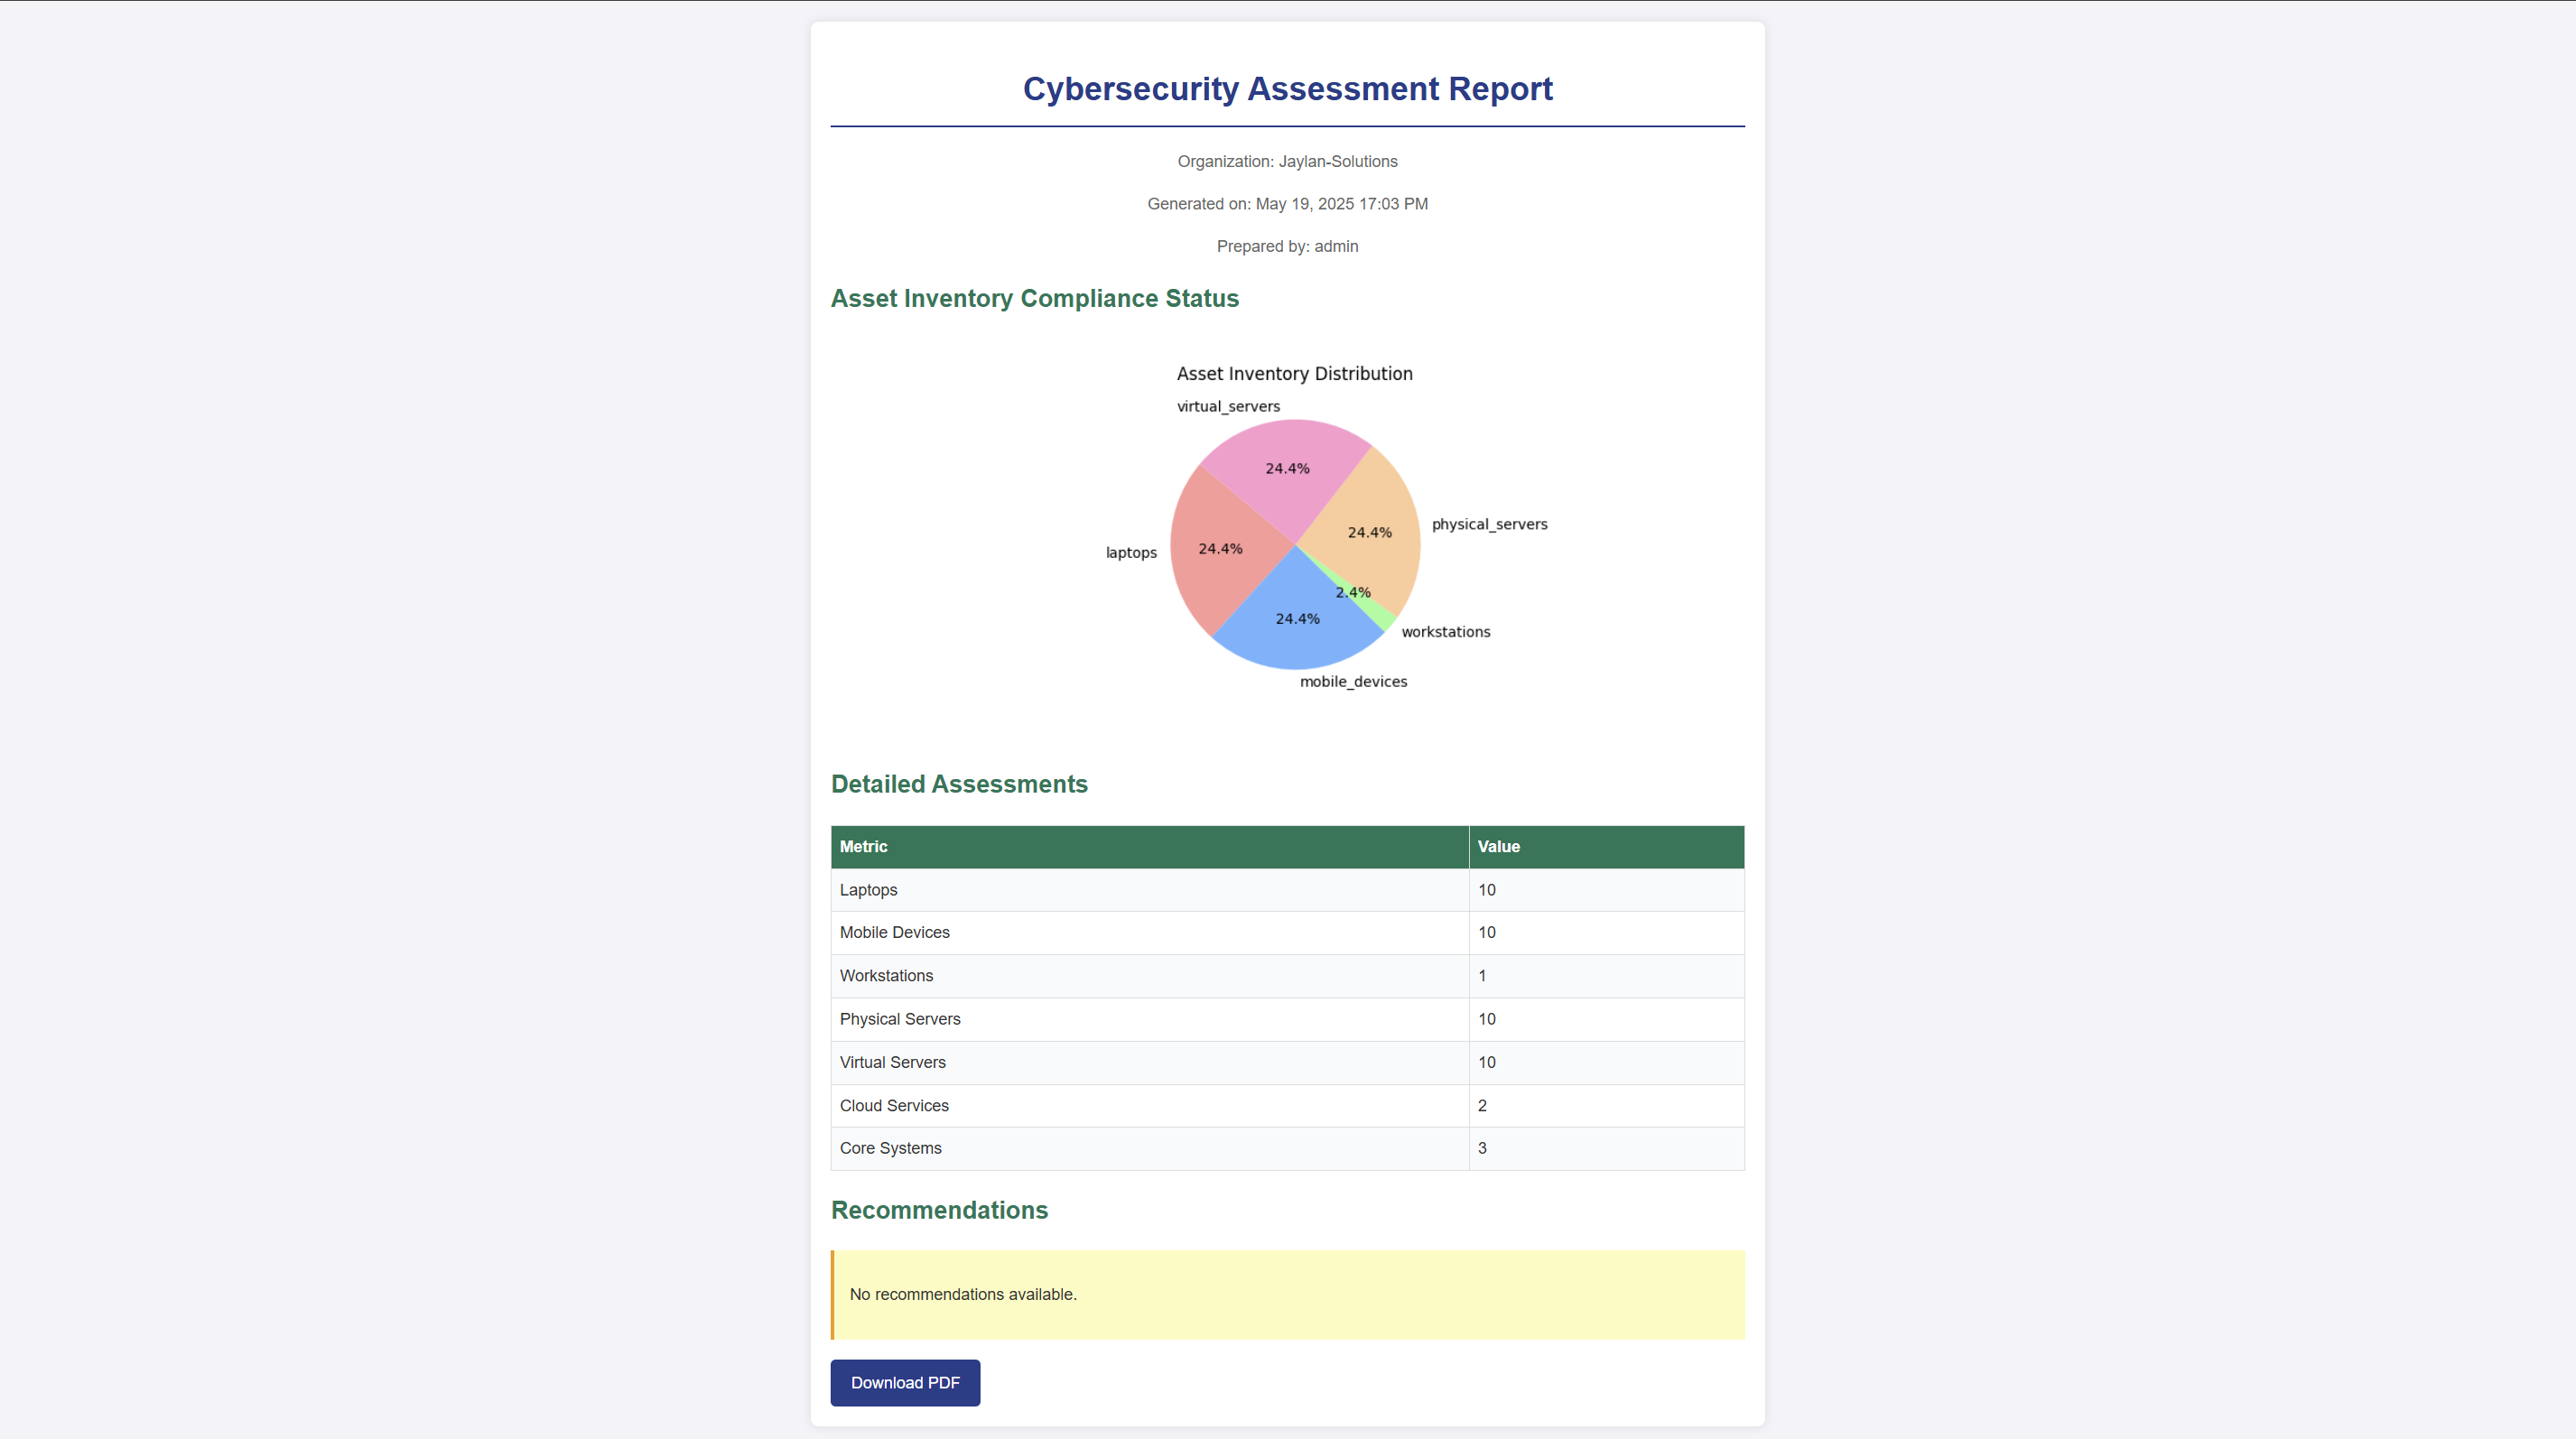 Cybersecurity Assessment Report
Organization: Jaylan-Solutions
Generated on: May 19, 2025 17:03 PM
Prepared by: admin
Asset Inventory Compliance Status
Asset Inventory Distribution
virtual_servers
24.4%
physical_servers
24.4%
laptops
24.4%
2.4%
workstations
24.4%
mobile_devices
Detailed Assessments
Metric Value
Laptops 10
Mobile Devices 10
Workstations 1
Physical Servers 10
Virtual Servers 10
Cloud Services 2
Core Systems 3
Recommendations
No recommendations available.
Download PDF